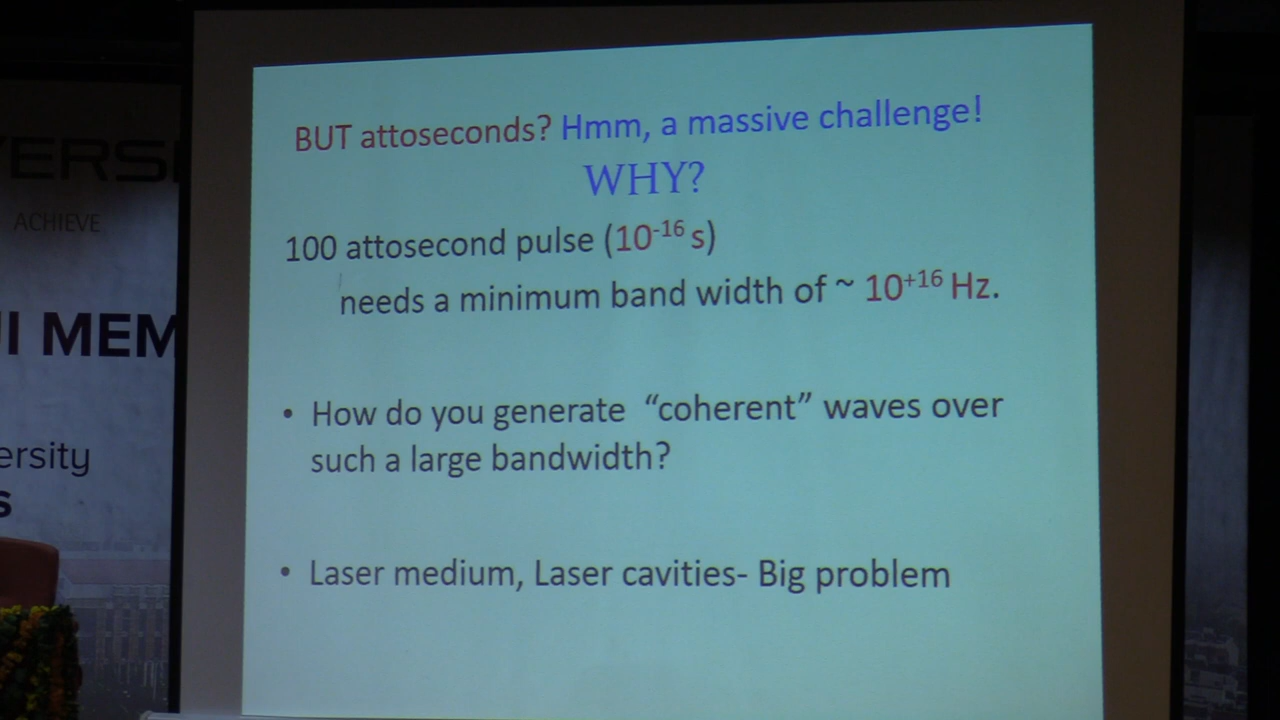 BUT attoseconds? Hmm, a massive challenge!
WHY?
100 attosecond pulse (10⁻¹⁶ s)
needs a minimum band width of ~ 10⁺¹⁶ Hz.
• How do you generate “coherent” waves over
such a large bandwidth?
• Laser medium, Laser cavities- Big problem
ERS
ACHIEVE
MEM
ersity
S